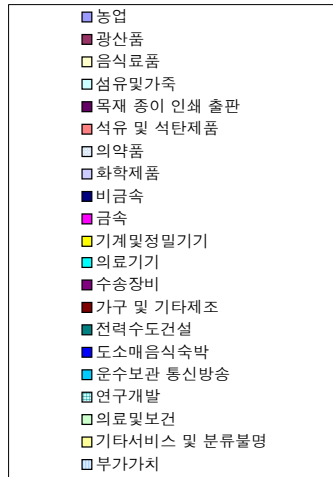 농업
광산품
음식료품
섬유및가죽
목재 종이 인쇄 출판
석유 및 석탄제품
의약품
화학제품
비금속
금속
기계및정밀기기
의료기기
수송장비
가구 및 기타제조
전력수도건설
도소매음식숙박
운수보관 통신방송
연구개발
의료및보건
기타서비스 및 분류불명
부가가치